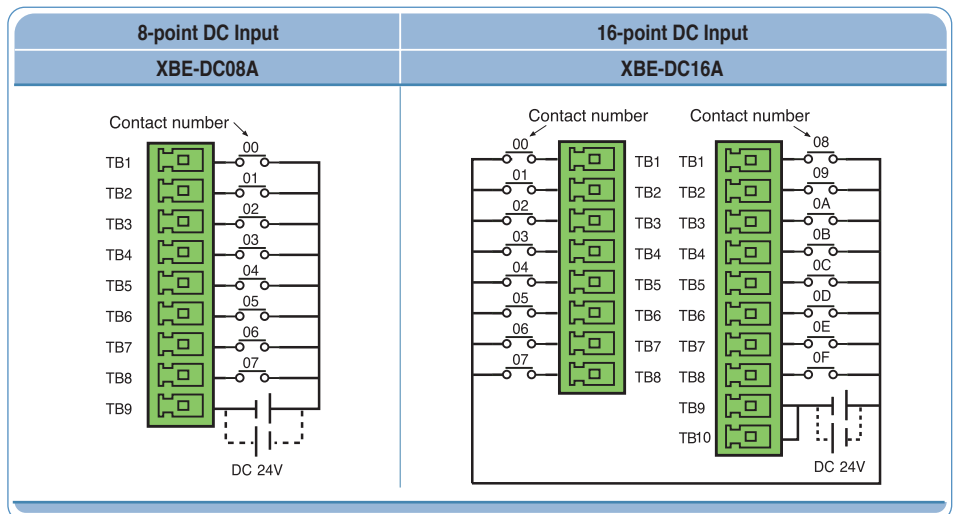 8-point DC Input
16-point DC Input
XBE-DC08A
XBE-DC16A
Contact number
00
TB1
01
TB2
02
TB3
03
TB4
04
TB5
05
TB6
06
TB7
07
TB8
TB9
DC 24V
Contact number
Contact number
00 TB1 TB1 08
01 TB2 TB2 09
02 TB3 TB3 0A
03 TB4 TB4 0B
04 TB5 TB5 0C
05 TB6 TB6 0D
06 TB7 TB7 0E
07 TB8 TB8 0F
TB9
TB10
DC 24V